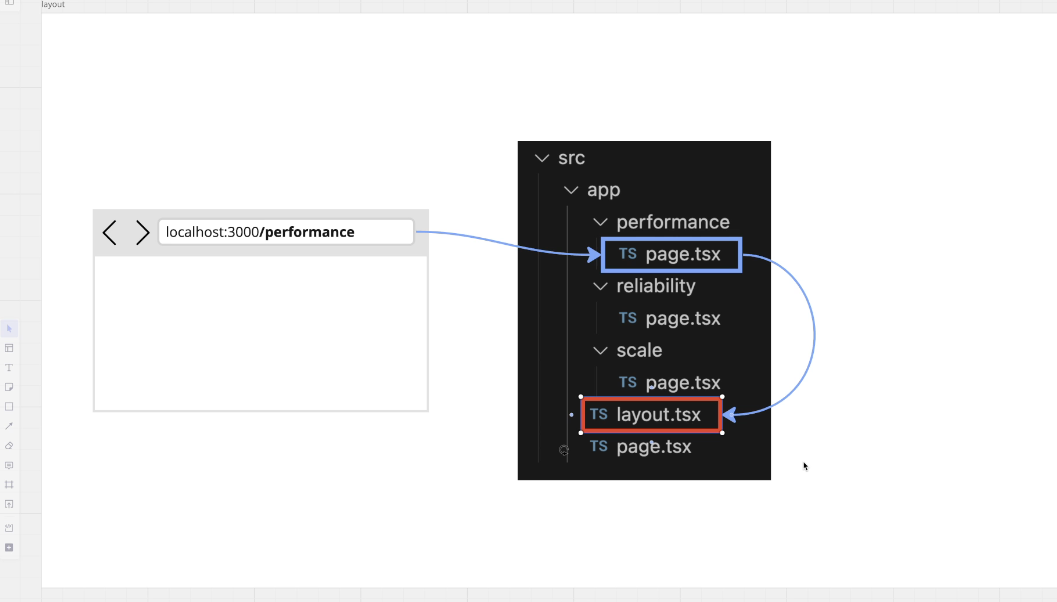 layout
localhost:3000/performance
src
app
performance
TS page.tsx
reliability
TS page.tsx
scale
TS page.tsx
TS layout.tsx
TS page.tsx